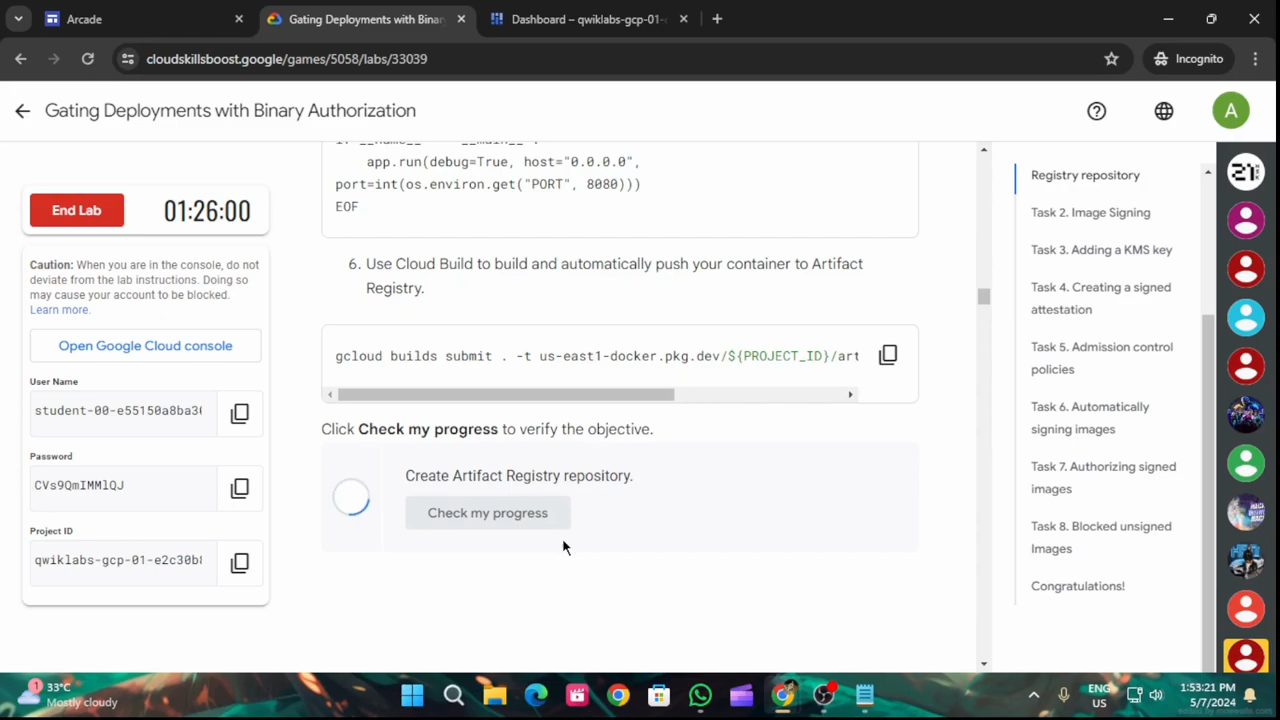 Arcade
Gating Deployments with Binar
Dashboard – qwiklabs-gcp-01-
cloudskillsboost.google/games/5058/labs/33039
Incognito
Gating Deployments with Binary Authorization
A
End Lab
01:26:00
Caution: When you are in the console, do not
deviate from the lab instructions. Doing so
may cause your account to be blocked.
Learn more.
Open Google Cloud console
User Name
student-00-e55150a8ba3
Password
CVs9QmIMMlQJ
Project ID
qwiklabs-gcp-01-e2c30b
app.run(debug=True, host="0.0.0.0",
port=int(os.environ.get("PORT", 8080)))
EOF
6. Use Cloud Build to build and automatically push your container to Artifact
Registry.
gcloud builds submit . -t us-east1-docker.pkg.dev/${PROJECT_ID}/art
Click Check my progress to verify the objective.
Create Artifact Registry repository.
Check my progress
Registry repository
Task 2. Image Signing
Task 3. Adding a KMS key
Task 4. Creating a signed
attestation
Task 5. Admission control
policies
Task 6. Automatically
signing images
Task 7. Authorizing signed
images
Task 8. Blocked unsigned
Images
Congratulations!
1
33°C
Mostly cloudy
ENG
US
1:53:21 PM
5/7/2024